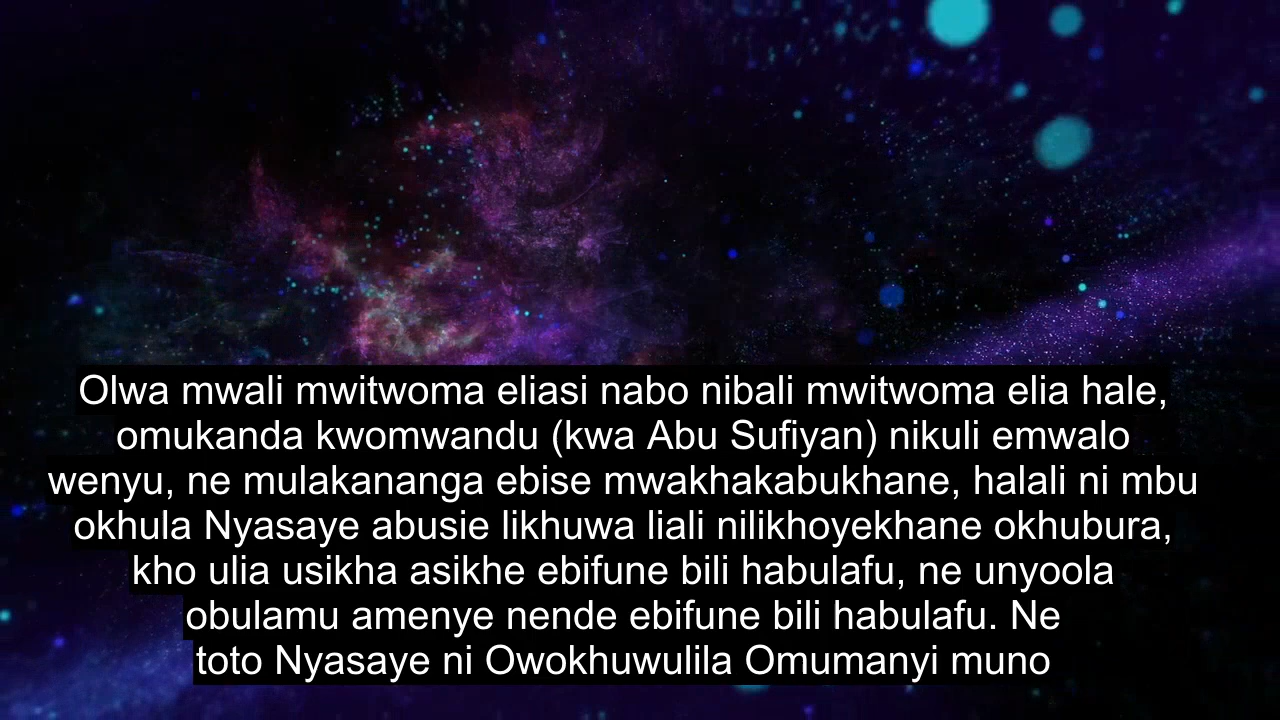 Olwa mwali mwitwoma eliasi nabo nibali mwitwoma elia hale,
omukanda kwomwandu (kwa Abu Sufiyan) nikuli emwalo
wenyu, ne mulakananga ebise mwakhakabukhane, halali ni mbu
okhula Nyasaye abusie likhuwa liali nilikhoyekhane okhubura,
kho ulia usikha asikhe ebifune bili habulafu, ne unyoola
obulamu amenye nende ebifune bili habulafu. Ne
toto Nyasaye ni Owokhuwulila Omumanyi muno